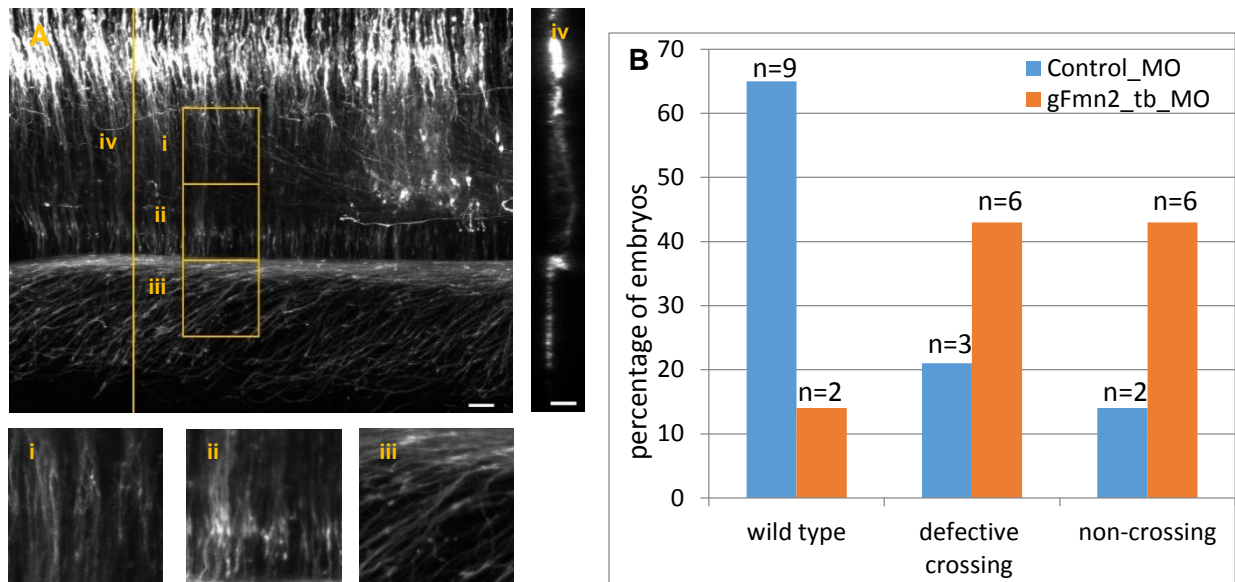 A
iv
i
ii
iii
iv
i
ii
iii
B
Control_MO
gFmn2_tb_MO
percentage of embryos
70
60
50
40
30
20
10
0
n=9
n=2
n=3
n=6
n=2
n=6
wild type
defective
crossing
non-crossing